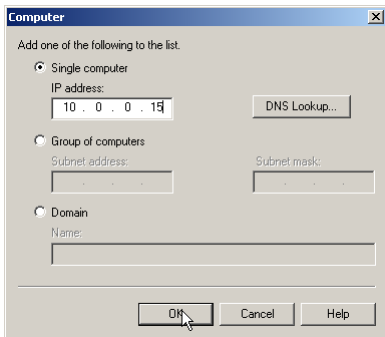 Computer
Add one of the following to the list.
Single computer
IP address:
10 . 0 . 0 . 15
DNS Lookup...
Group of computers
Subnet address: Subnet mask:
. . . . . .
Domain
Name:
OK Cancel Help